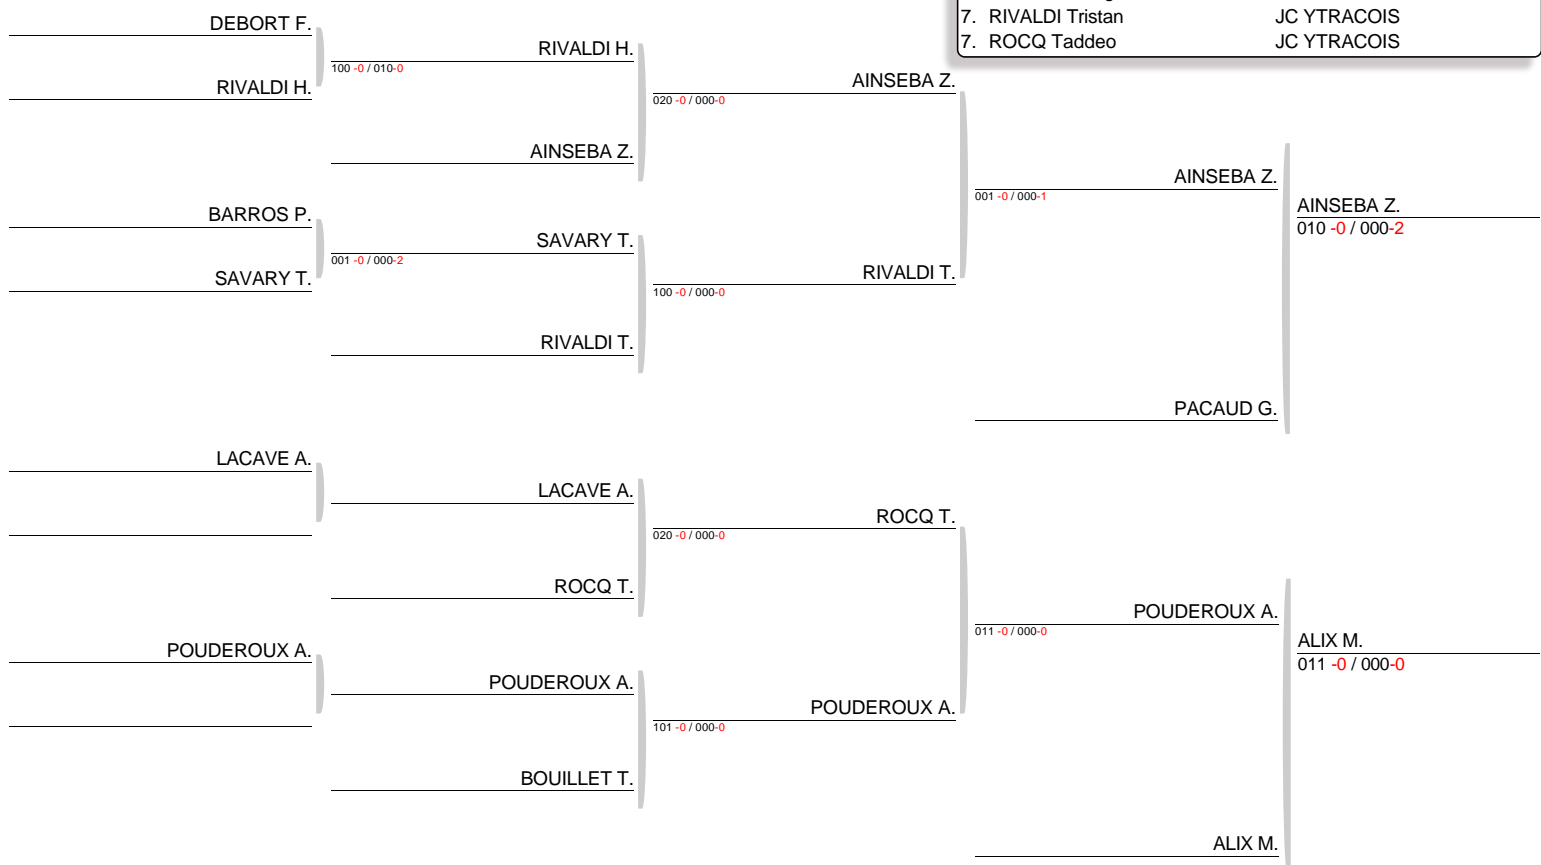 7. RIVALDI Tristan JC YTRACOIS
7. ROCQ Taddeo JC YTRACOIS
DEBORT F.
RIVALDI H.
BARROS P.
SAVARY T.
LACAVE A.
POUDEROUX A.
RIVALDI H.
100 -0 / 010-0
AINSEBA Z.
SAVARY T.
001 -0 / 000-2
RIVALDI T.
LACAVE A.
ROCQ T.
POUDEROUX A.
BOUILLET T.
AINSEBA Z.
020 -0 / 000-0
RIVALDI T.
100 -0 / 000-0
ROCQ T.
020 -0 / 000-0
POUDEROUX A.
101 -0 / 000-0
AINSEBA Z.
001 -0 / 000-1
PACAUD G.
POUDEROUX A.
011 -0 / 000-0
ALIX M.
AINSEBA Z.
010 -0 / 000-2
ALIX M.
011 -0 / 000-0